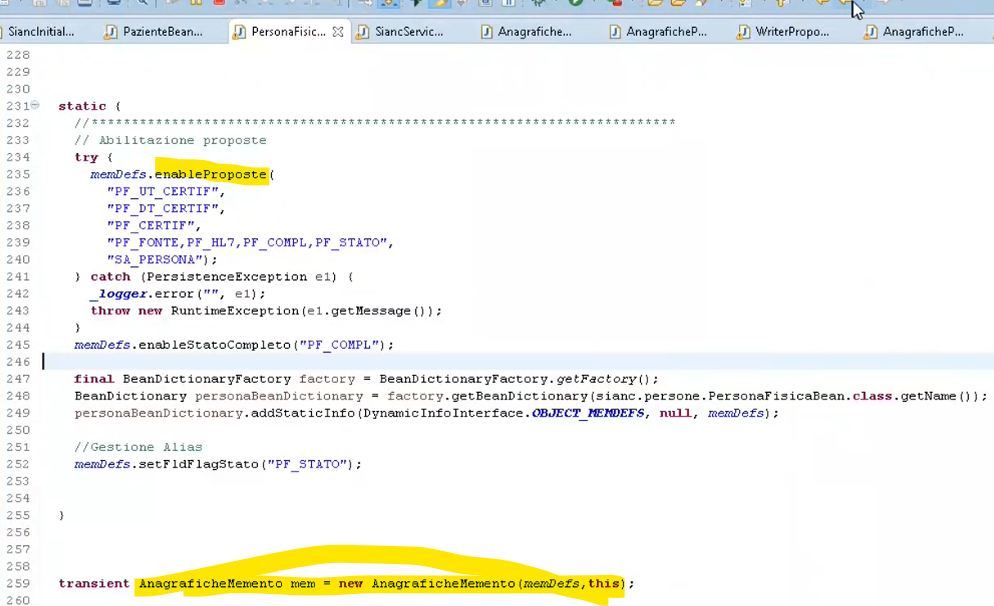 SiancInitial...
PazienteBean...
PersonaFisic...
SiancServic...
Anagrafiche...
AnagraficheP...
WriterPropo...
AnagraficheP...
228
229
230
231 static {
232 //************************************************************************
233 // Abilitazione proposte
234 try {
235 memDefs.enableProposte(
236 "PF_UT_CERTIF",
237 "PF_DT_CERTIF",
238 "PF_CERTIF",
239 "PF_FONTE,PF_HL7,PF_COMPL,PF_STATO",
240 "SA_PERSONA");
241 } catch (PersistenceException e1) {
242 _logger.error("", e1);
243 throw new RuntimeException(e1.getMessage());
244 }
245 memDefs.enableStatoCompleto("PF_COMPL");
246
247 final BeanDictionaryFactory factory = BeanDictionaryFactory.getFactory();
248 BeanDictionary personaBeanDictionary = factory.getBeanDictionary(sianc.persone.PersonaFisicaBean.class.getName());
249 personaBeanDictionary.addStaticInfo(DynamicInfoInterface.OBJECT_MEMDEFS, null, memDefs);
250
251 //Gestione Alias
252 memDefs.setFldFlagStato("PF_STATO");
253
254
255 }
256
257
258
259 transient AnagraficheMemento mem = new AnagraficheMemento(memDefs,this);
260